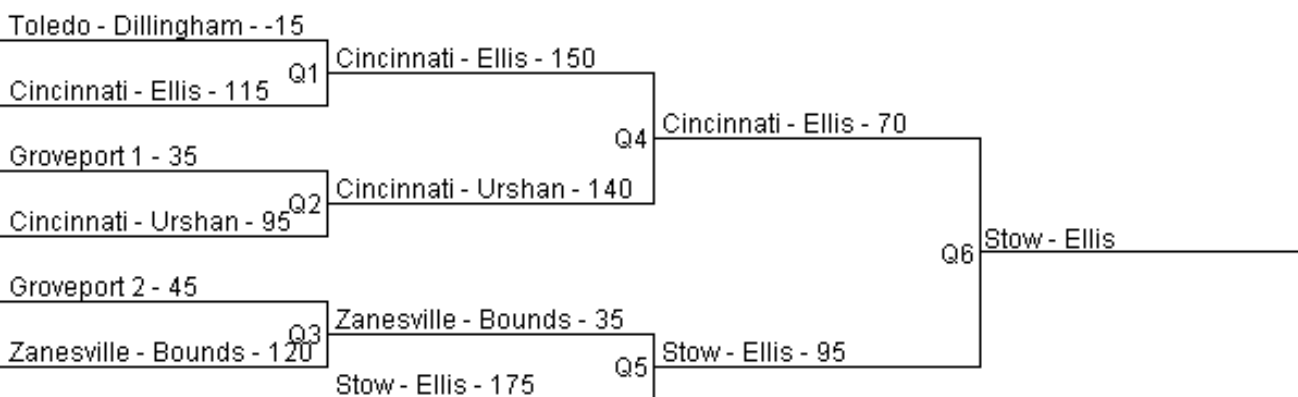 Toledo - Dillingham - -15
Q1
Cincinnati - Ellis - 115
Cincinnati - Ellis - 150
Groveport 1 - 35
Q2
Cincinnati - Urshan - 95
Cincinnati - Urshan - 140
Q4
Cincinnati - Ellis - 70
Groveport 2 - 45
Q3
Zanesville - Bounds - 120
Zanesville - Bounds - 35
Q5
Stow - Ellis - 175
Stow - Ellis - 95
Q6
Stow - Ellis